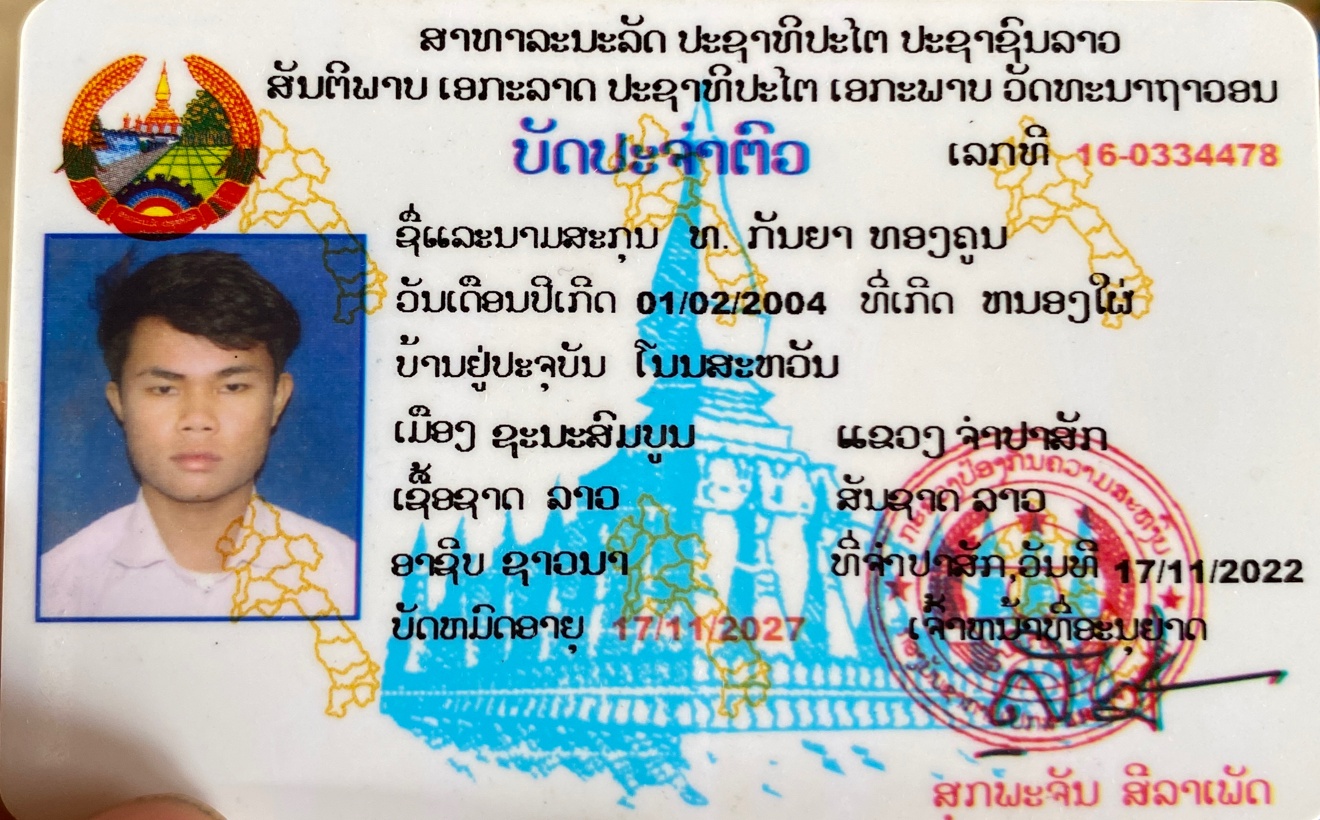 ສາທາລະນະລັດ ປະຊາທິປະໄຕ ປະຊາຊົນລາວ
ສັນຕິພາບ ເອກະລາດ ປະຊາທິປະໄຕ ເອກະພາບ ວັດທະນາຖາວອນ
ບັດປະຈຳຕົວ ເລກທີ 16-0334478
ຊື່ແລະນາມສະກຸນ ທ. ກັນຍາ ທອງຄູນ
ວັນເດືອນປີເກີດ 01/02/2004 ທີ່ເກີດ ຫນອງໃຜ່
ບ້ານຢູ່ປະຈຸບັນ ໂນນສະຫວັນ
ເມືອງ ຊະນະສົມບູນ ແຂວງ ຈຳປາສັກ
ເຊື້ອຊາດ ລາວ ສັນຊາດ ລາວ
ອາຊີບ ຊາວນາ ທີ່ຈຳປາສັກ,ວັນທີ 17/11/2022
ບັດຫມົດອາຍຸ 17/11/2027 ເຈົ້າຫນ້າທີ່ອະນຸຍາດ
ສຸກພະຈັນ ສີລາເພັດ